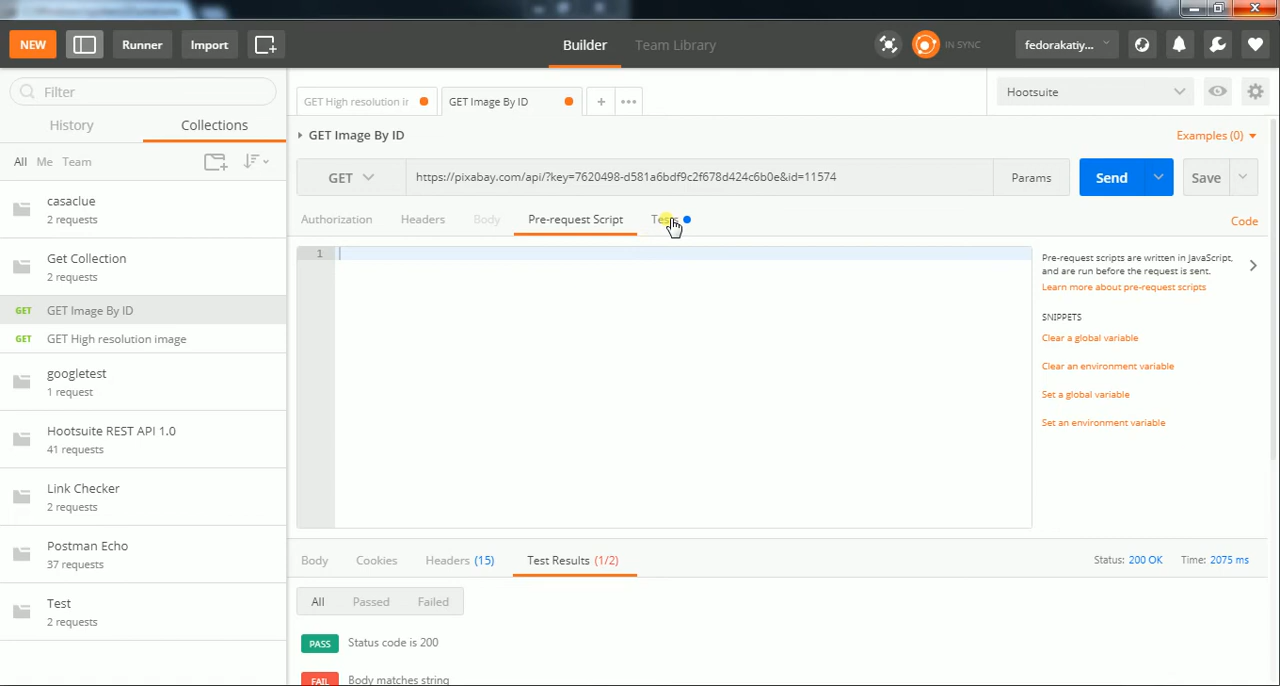 NEW
Runner
Import
Builder
Team Library
IN SYNC
fedorakatiy...
Filter
History
Collections
All Me Team
casaclue
2 requests
Get Collection
2 requests
GET GET Image By ID
GET GET High resolution image
googletest
1 request
Hootsuite REST API 1.0
41 requests
Link Checker
2 requests
Postman Echo
37 requests
Test
2 requests
GET High resolution ir
GET Image By ID
+
Hootsuite
GET Image By ID
Examples (0)
GET
https://pixabay.com/api/?key=7620498-d581a6bdf9c2f678d424c6b0e&id=11574
Params
Send
Save
Authorization
Headers
Body
Pre-request Script
Code
1
Pre-request scripts are written in JavaScript,
and are run before the request is sent.
Learn more about pre-request scripts
SNIPPETS
Clear a global variable
Clear an environment variable
Set a global variable
Set an environment variable
Body
Cookies
Headers (15)
Test Results (1/2)
Status: 200 OK
Time: 2075 ms
All
Passed
Failed
PASS Status code is 200
FAIL Body matches string